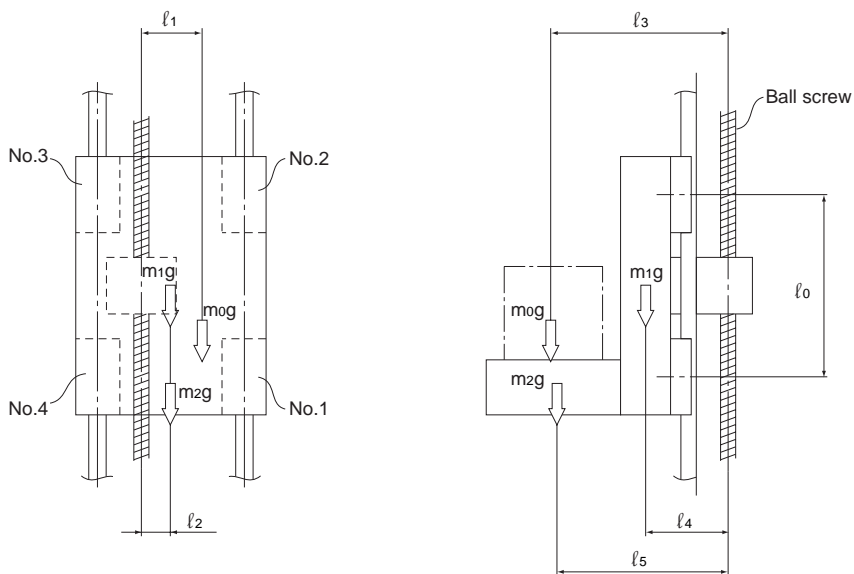 ℓ1
ℓ3
Ball screw
No.3
No.2
m1g
m0g
m2g
No.4
No.1
ℓ2
m1g
m0g
m2g
ℓ0
ℓ4
ℓ5